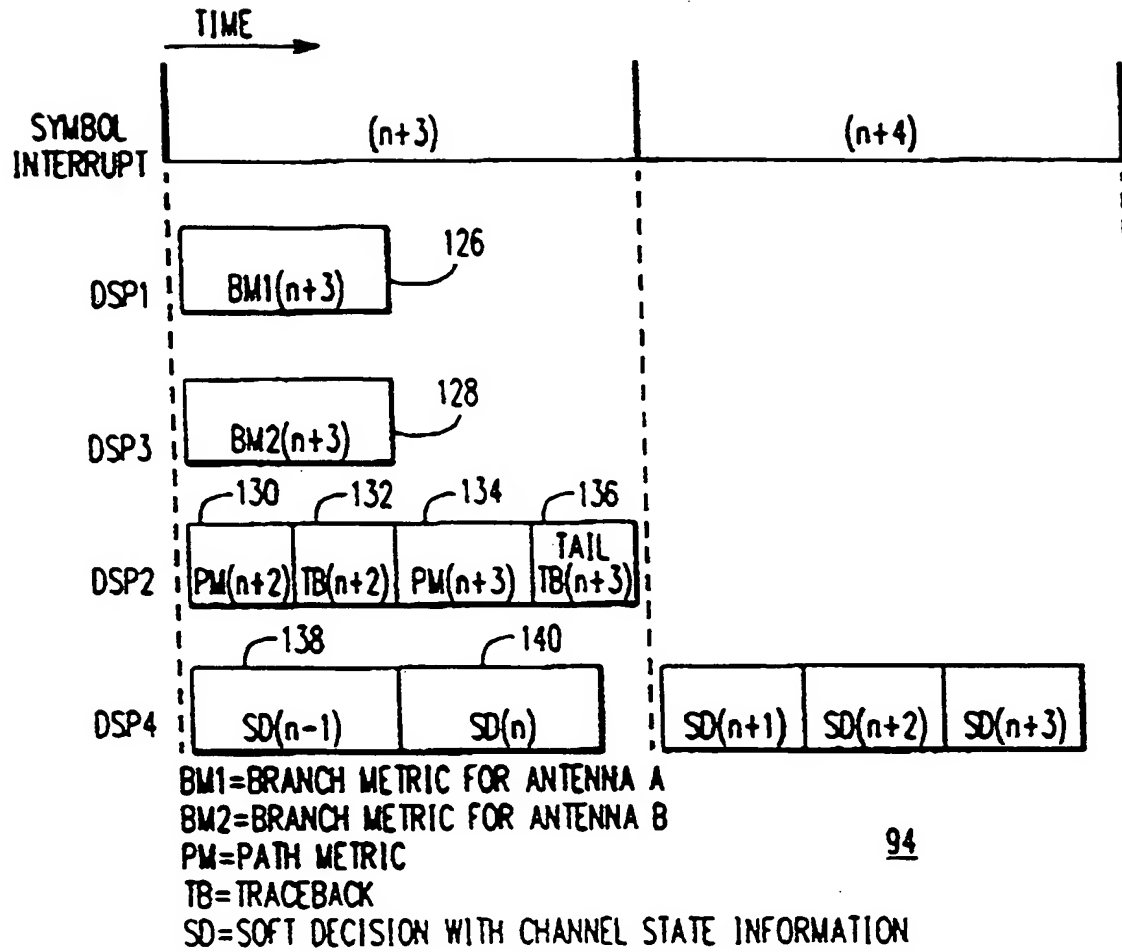 TIME
SYMBOL
INTERRUPT
(n+3)
(n+4)
DSP1
BM1(n+3)
126
DSP3
BM2(n+3)
128
130
132
134
136
DSP2
PM(n+2)
TB(n+2)
PM(n+3)
TAIL
TB(n+3)
138
140
DSP4
SD(n-1)
SD(n)
SD(n+1)
SD(n+2)
SD(n+3)
BM1=BRANCH METRIC FOR ANTENNA A
BM2=BRANCH METRIC FOR ANTENNA B
PM=PATH METRIC
TB=TRACEBACK
SD=SOFT DECISION WITH CHANNEL STATE INFORMATION
94